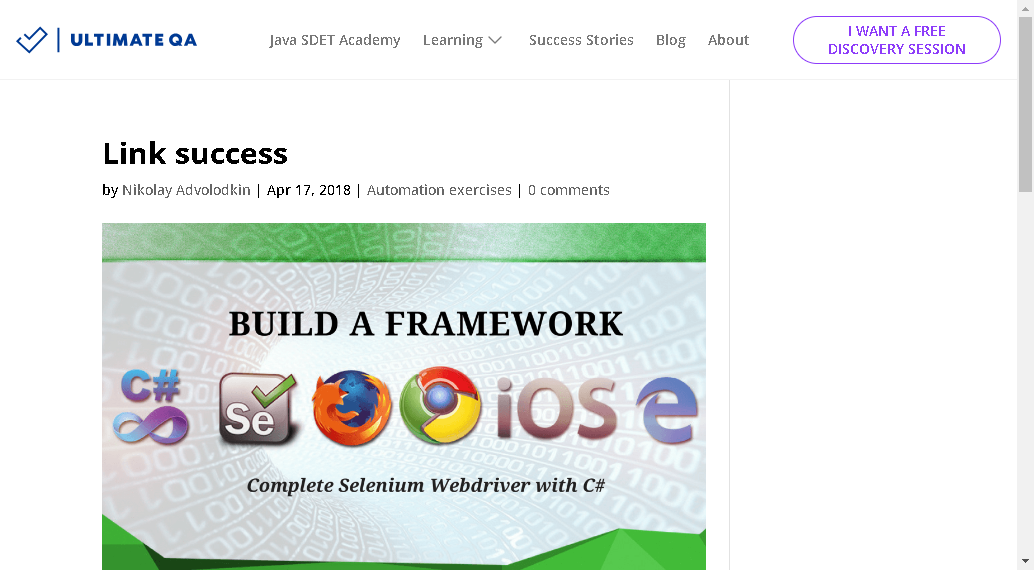 ULTIMATE QA
Java SDET Academy
Learning
Success Stories
Blog
About
I WANT A FREE
DISCOVERY SESSION
Link success
by Nikolay Advolodkin | Apr 17, 2018 | Automation exercises | 0 comments
BUILD A FRAMEWORK
C#
Se
iOS
Complete Selenium Webdriver with C#